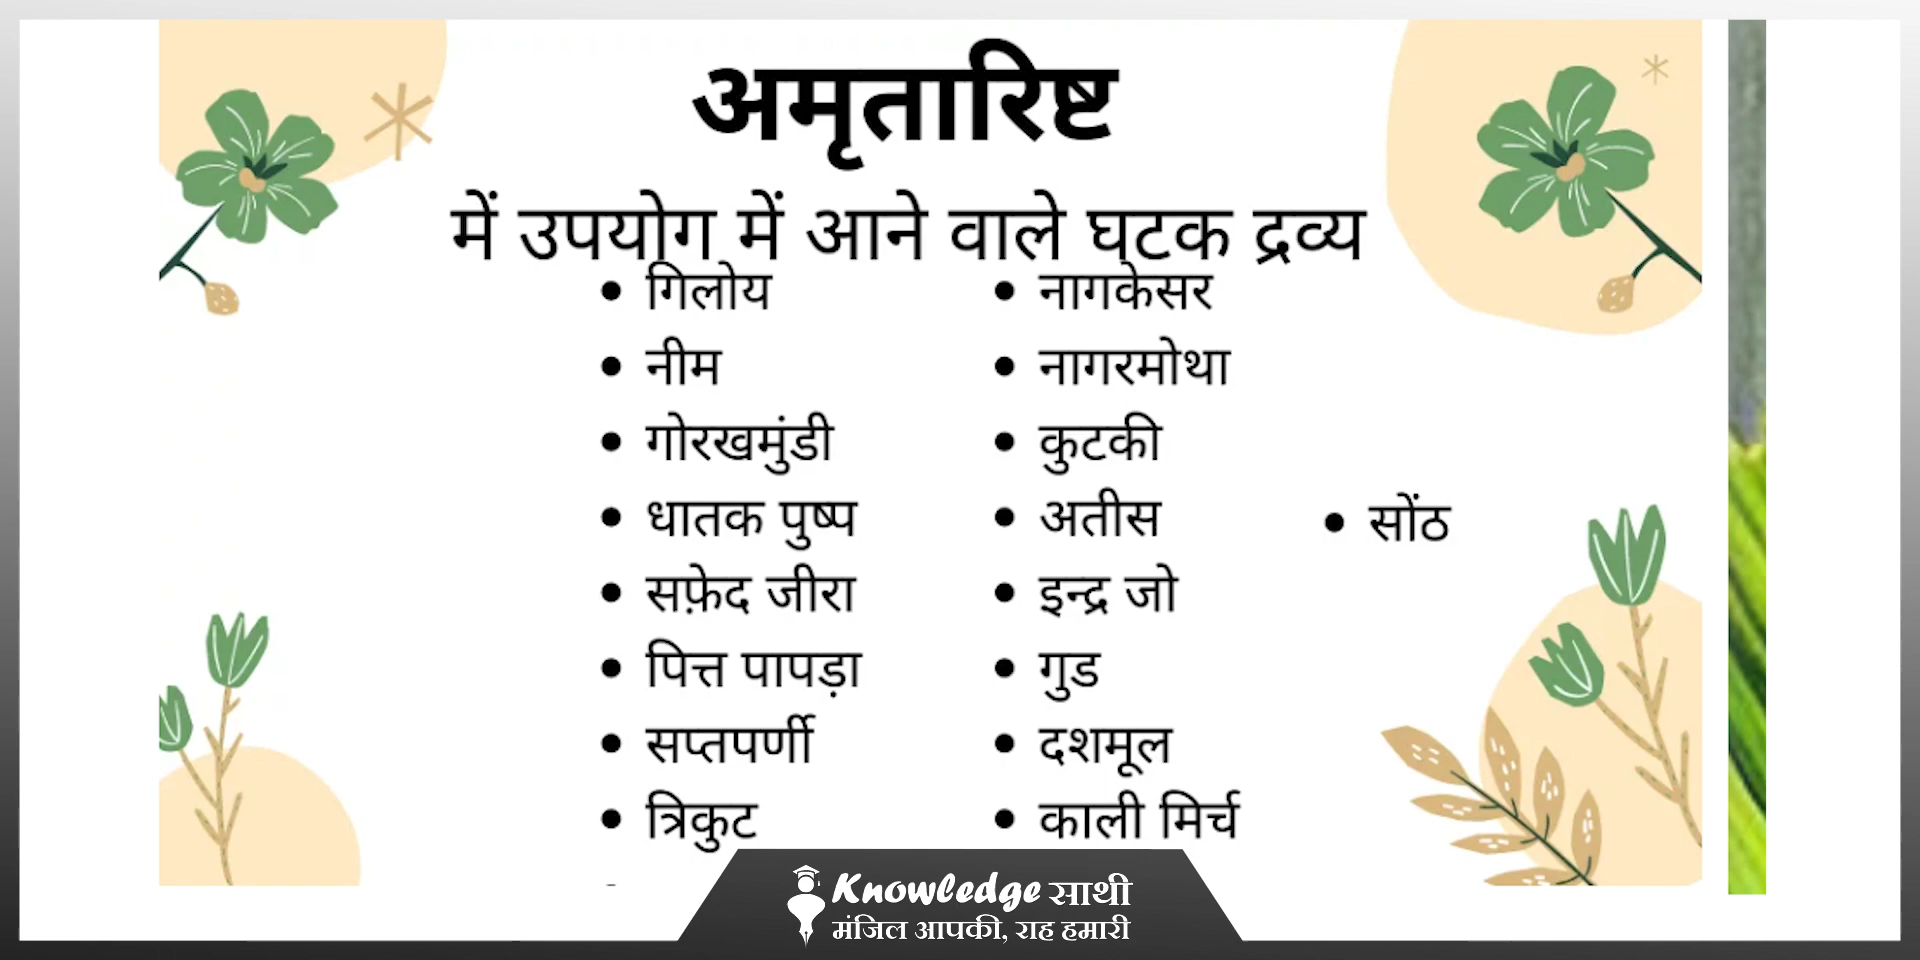 अमृतारिष्ट
में उपयोग में आने वाले घटक द्रव्य
गिलोय
नीम
गोरखमुंडी
धातक पुष्प
सफ़ेद जीरा
पित्त पापड़ा
सप्तपर्णी
त्रिकुट
नागकेसर
नागरमोथा
कुटकी
अतीस
इन्द्र जो
गुड
दशमूल
काली मिर्च
सोंठ
Knowledge साथी
मंजिल आपकी, राह हमारी